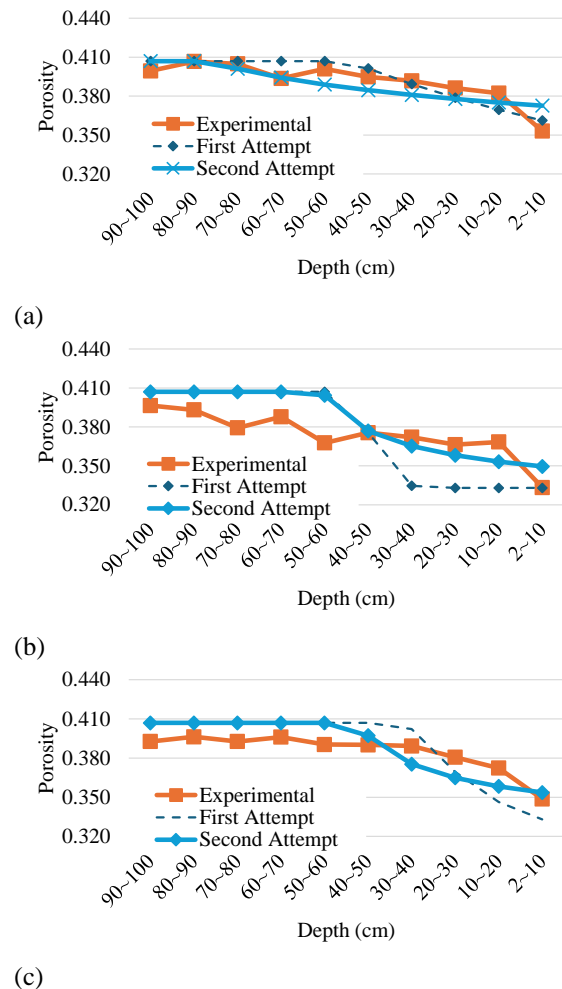 0.440
0.410
0.380
0.350
0.320
Porosity
Experimental
First Attempt
Second Attempt
90~100
80~90
70~80
60~70
50~60
40~50
30~40
20~30
10~20
2~10
Depth (cm)
(a)
0.440
0.410
0.380
0.350
0.320
Porosity
Experimental
First Attempt
Second Attempt
90~100
80~90
70~80
60~70
50~60
40~50
30~40
20~30
10~20
2~10
Depth (cm)
(b)
0.440
0.410
0.380
0.350
0.320
Porosity
Experimental
First Attempt
Second Attempt
90~100
80~90
70~80
60~70
50~60
40~50
30~40
20~30
10~20
2~10
Depth (cm)
(c)